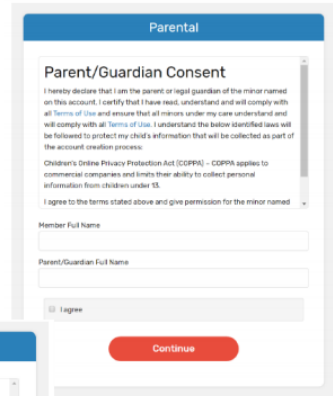 Parental
Parent/Guardian Consent
I hereby declare that I am the parent or legal guardian of the minor named
on this account. I certify that I have read, understand and will comply with
all Terms of Use and ensure that all minors under my care understand and
will comply with all Terms of Use. I understand the below identified laws will
be followed to protect my child's information that will be collected as part of
the account creation process:
Children's Online Privacy Protection Act (COPPA) – COPPA applies to
commercial companies and limits their ability to collect personal
information from children under 13.
I agree to the terms stated above and give permission for the minor named
Member Full Name
Parent/Guardian Full Name
I agree
Continue